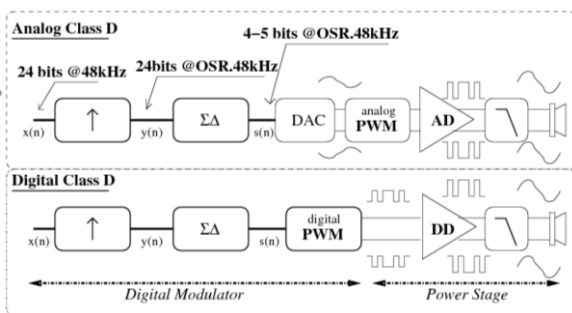 Analog Class D
4–5 bits @OSR.48kHz
24 bits @48kHz
24bits @OSR.48kHz
x(n)
↑
y(n)
ΣΔ
s(n)
DAC
analog
PWM
AD
Digital Class D
x(n)
↑
y(n)
ΣΔ
s(n)
digital
PWM
DD
Digital Modulator
Power Stage